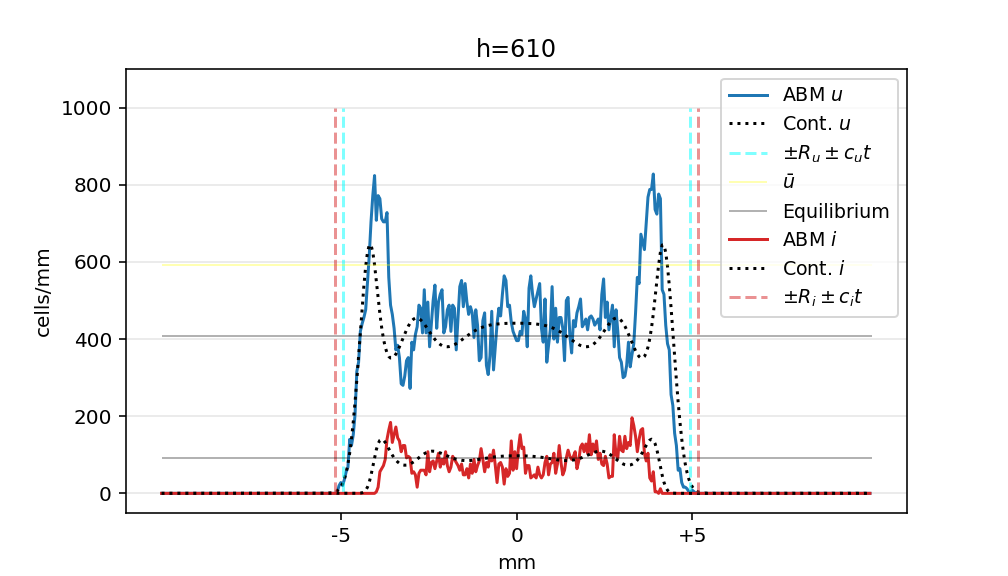 h=610
cells/mm
1000
800
600
400
200
0
-5
0
+5
mm
ABM u
Cont. u
±R_u ± c_u t
ū
Equilibrium
ABM i
Cont. i
±R_i ± c_i t